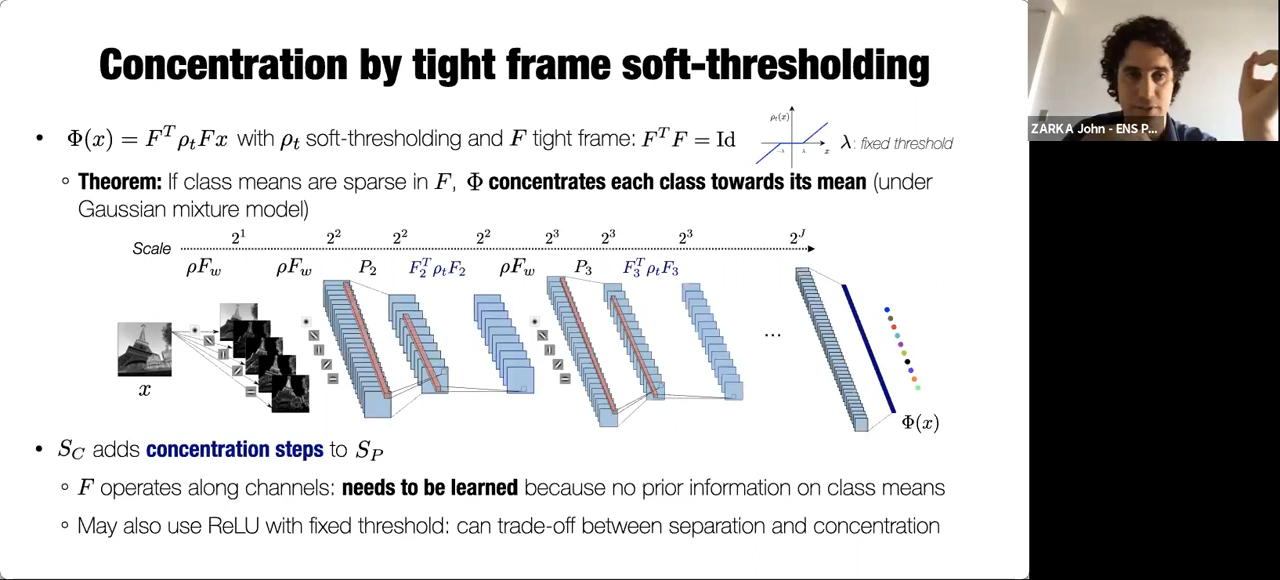 Concentration by tight frame soft-thresholding
ZARKA John - ENS P...
• Φ(x) = F^T ρ_t Fx with ρ_t soft-thresholding and F tight frame: F^T F = Id
ρ_t(x)
−λ λ x
λ: fixed threshold
◦ Theorem: If class means are sparse in F, Φ concentrates each class towards its mean (under
Gaussian mixture model)
Scale 2^1 2^2 2^2 2^2 2^3 2^3 2^3 2^J
ρF_w ρF_w P_2 F_2^T ρ_t F_2 ρF_w P_3 F_3^T ρ_t F_3
...
x
Φ(x)
• S_C adds concentration steps to S_P
◦ F operates along channels: needs to be learned because no prior information on class means
◦ May also use ReLU with fixed threshold: can trade-off between separation and concentration